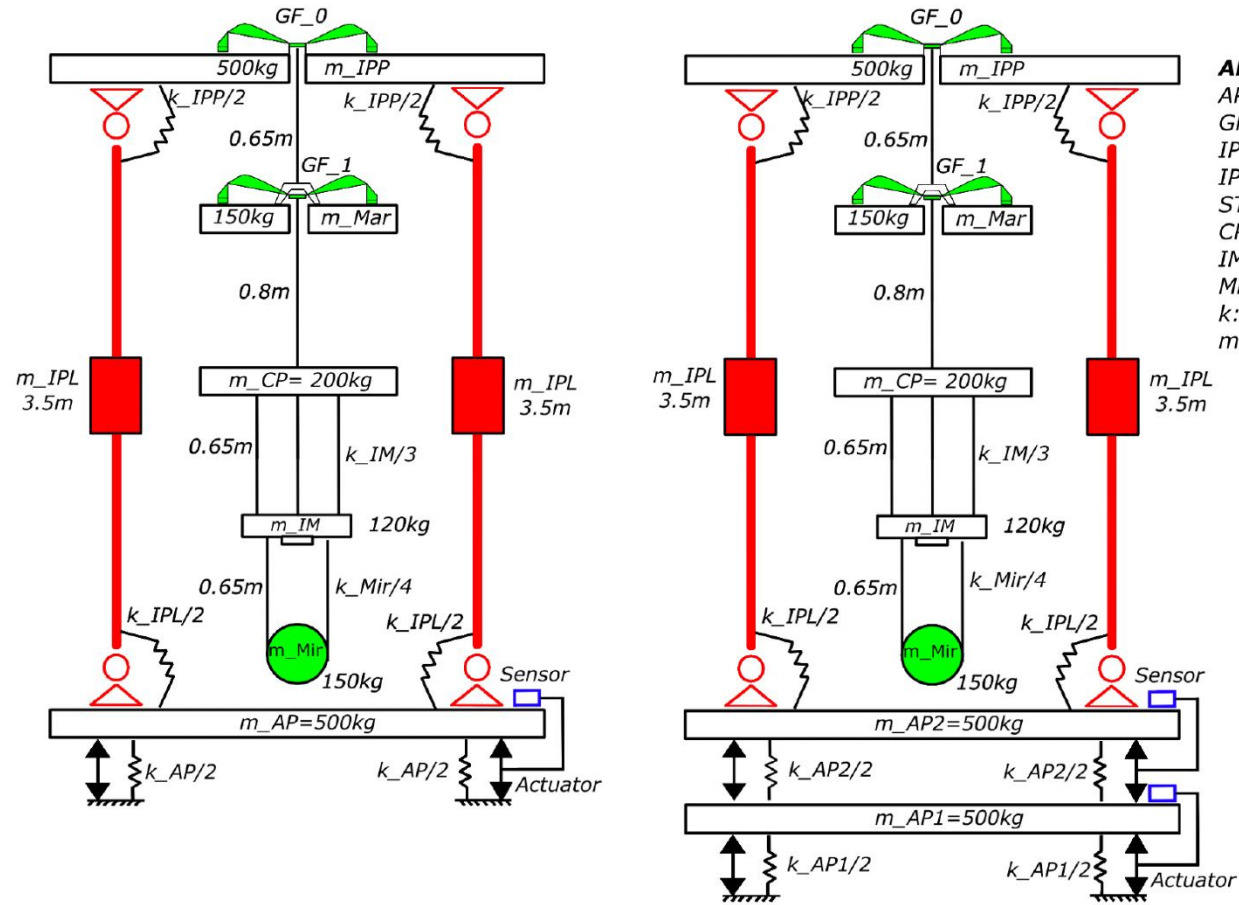 GF_0
500kg m_IPP
k_IPP/2 k_IPP/2
0.65m
GF_1
150kg m_Mar
0.8m
m_IPL
3.5m
m_CP= 200kg
m_IPL
3.5m
0.65m k_IM/3
m_IM 120kg
0.65m k_Mir/4
k_IPL/2 k_IPL/2
m_Mir
150kg
Sensor
m_AP=500kg
k_AP/2 k_AP/2
Actuator
GF_0
500kg m_IPP
k_IPP/2 k_IPP/2
0.65m
GF_1
150kg m_Mar
0.8m
m_IPL
3.5m
m_CP= 200kg
m_IPL
3.5m
0.65m k_IM/3
m_IM 120kg
0.65m k_Mir/4
k_IPL/2 k_IPL/2
m_Mir
150kg
Sensor
m_AP2=500kg
k_AP2/2 k_AP2/2
m_AP1=500kg
k_AP1/2 k_AP1/2
Actuator
IP
IP
ST
IM
k:
m